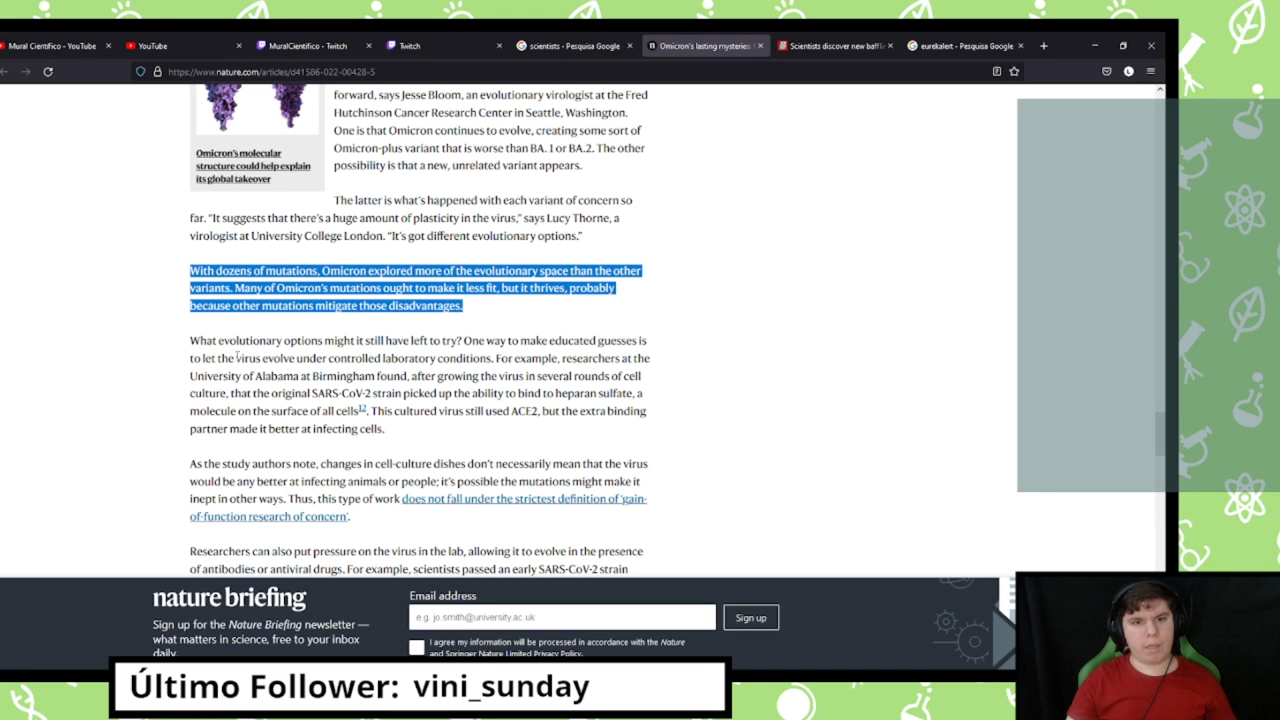 Mural Científico - YouTube
YouTube
MuralCientifico - Twitch
Twitch
scientists - Pesquisa Google
Omicron's lasting mysteries:
Scientists discover new baffl
eurekalert - Pesquisa Google
https://www.nature.com/articles/d41586-022-00428-5
forward, says Jesse Bloom, an evolutionary virologist at the Fred
Hutchinson Cancer Research Center in Seattle, Washington.
One is that Omicron continues to evolve, creating some sort of
Omicron-plus variant that is worse than BA.1 or BA.2. The other
possibility is that a new, unrelated variant appears.
Omicron's molecular
structure could help explain
its global takeover
The latter is what's happened with each variant of concern so
far. “It suggests that there's a huge amount of plasticity in the virus,” says Lucy Thorne, a
virologist at University College London. “It's got different evolutionary options.”
With dozens of mutations, Omicron explored more of the evolutionary space than the other
variants. Many of Omicron's mutations ought to make it less fit, but it thrives, probably
because other mutations mitigate those disadvantages.
What evolutionary options might it still have left to try? One way to make educated guesses is
to let the virus evolve under controlled laboratory conditions. For example, researchers at the
University of Alabama at Birmingham found, after growing the virus in several rounds of cell
culture, that the original SARS-CoV-2 strain picked up the ability to bind to heparan sulfate, a
molecule on the surface of all cells12. This cultured virus still used ACE2, but the extra binding
partner made it better at infecting cells.
As the study authors note, changes in cell-culture dishes don't necessarily mean that the virus
would be any better at infecting animals or people; it's possible the mutations might make it
inept in other ways. Thus, this type of work does not fall under the strictest definition of ‘gain-
of-function research of concern’.
Researchers can also put pressure on the virus in the lab, allowing it to evolve in the presence
of antibodies or antiviral drugs. For example, scientists passed an early SARS-CoV-2 strain
nature briefing
Sign up for the Nature Briefing newsletter —
what matters in science, free to your inbox
daily.
Email address
e.g. jo.smith@university.ac.uk
Sign up
I agree my information will be processed in accordance with the Nature
and Springer Nature Limited Privacy Policy.
Último Follower: vini_sunday